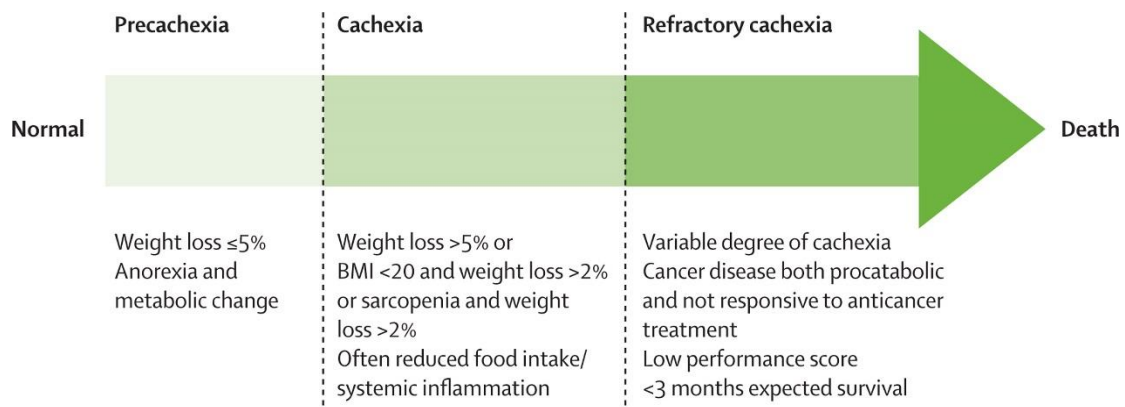 Precachexia
Cachexia
Refractory cachexia
Normal
Death
Weight loss ≤5%
Anorexia and
metabolic change
Weight loss >5% or
BMI <20 and weight loss >2%
or sarcopenia and weight
loss >2%
Often reduced food intake/
systemic inflammation
Variable degree of cachexia
Cancer disease both procatabolic
and not responsive to anticancer
treatment
Low performance score
<3 months expected survival